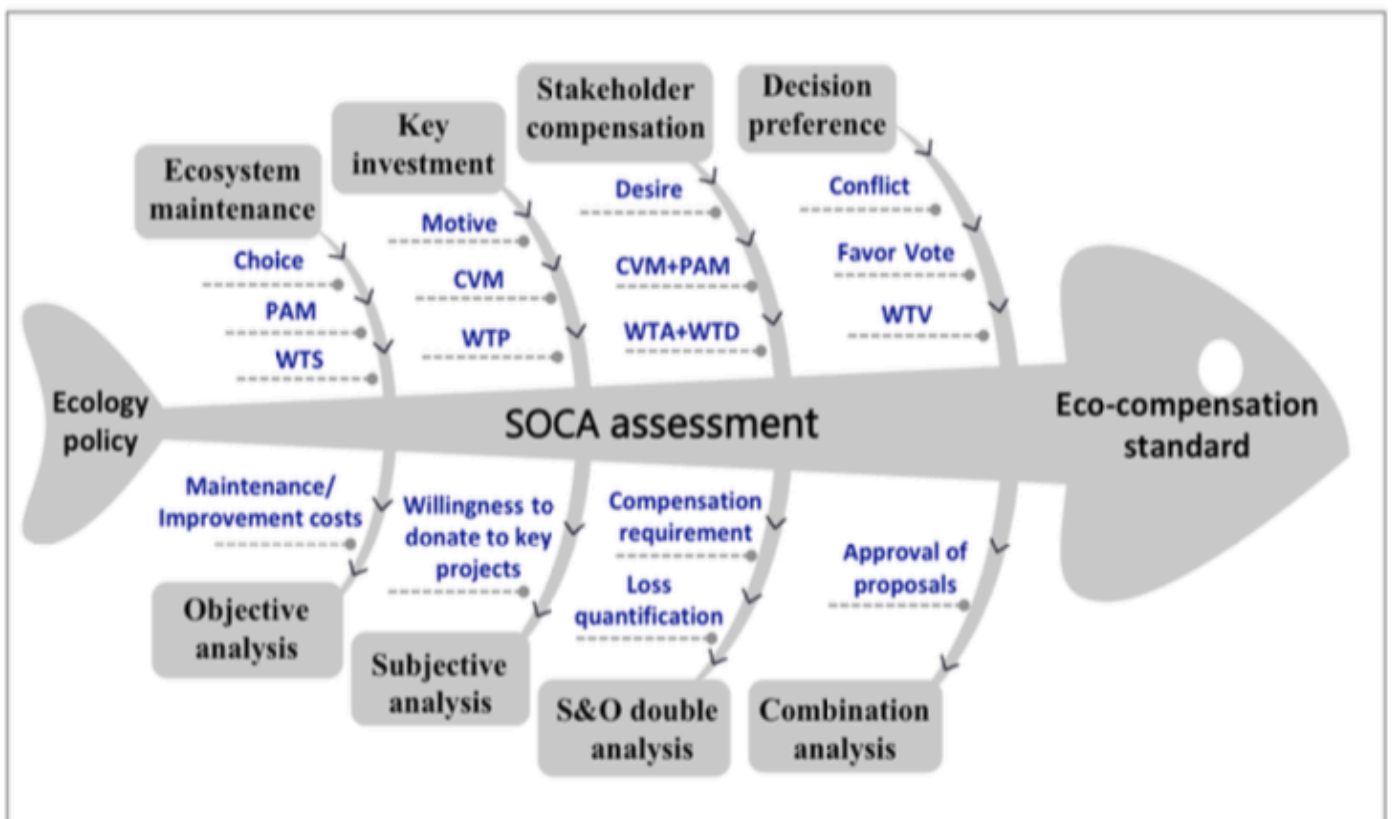 Ecosystem
maintenance
Choice
PAM
WTS
Key
investment
Motive
CVM
WTP
Stakeholder
compensation
Desire
CVM+PAM
WTA+WTD
Decision
preference
Conflict
Favor Vote
WTV
Ecology
policy
SOCA assessment
Eco-compensation
standard
Maintenance/
Improvement costs
Objective
analysis
Willingness to
donate to key
projects
Subjective
analysis
Compensation
requirement
Loss
quantification
S&O double
analysis
Approval of
proposals
Combination
analysis